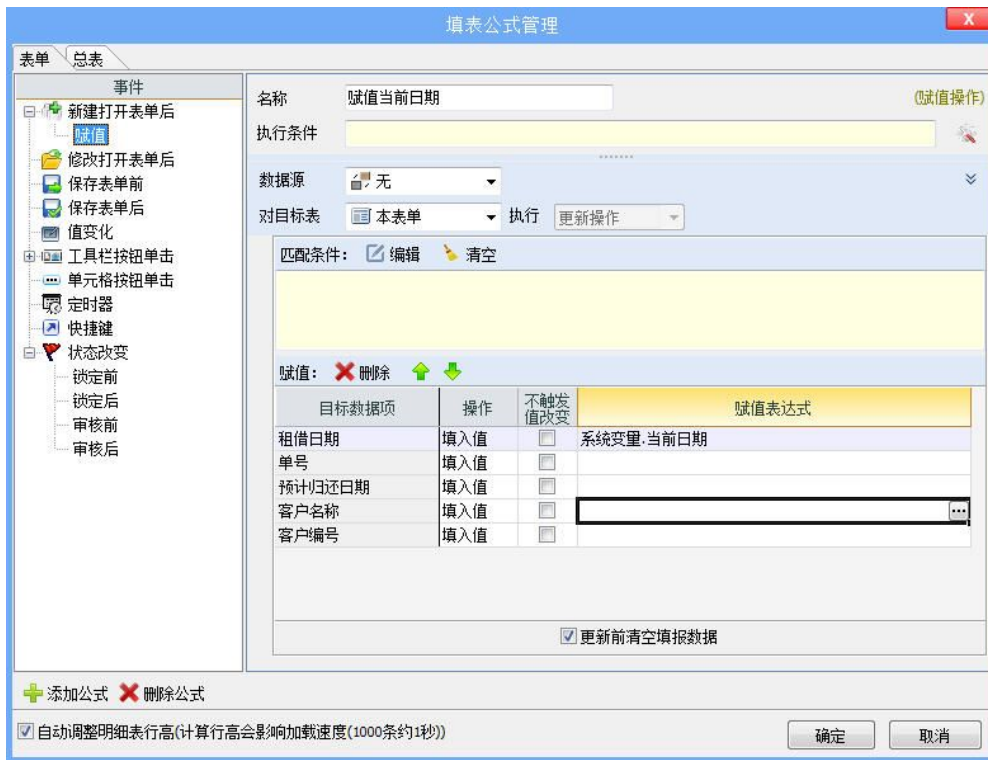 填表公式管理
X
表单 总表
事件
新建打开表单后
赋值
修改打开表单后
保存表单前
保存表单后
值变化
工具栏按钮单击
单元格按钮单击
定时器
快捷键
状态改变
锁定前
锁定后
审核前
审核后
名称 赋值当前日期 (赋值操作)
执行条件
数据源 无
对目标表 本表单 执行 更新操作
匹配条件: 编辑 清空
赋值: 删除
目标数据项 操作 不触发值改变 赋值表达式
租借日期 填入值 系统变量.当前日期
单号 填入值
预计归还日期 填入值
客户名称 填入值 ...
客户编号 填入值
更新前清空填报数据
添加公式 删除公式
自动调整明细表行高(计算行高会影响加载速度(1000条约1秒))
确定 取消